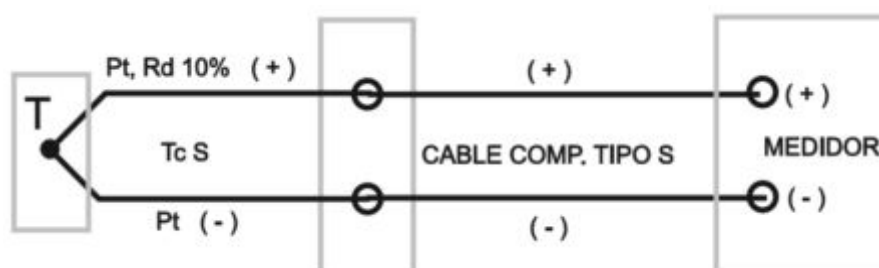 Pt, Rd 10% (+)
(+)
(+)
T
Tc S
CABLE COMP. TIPO S
MEDIDOR
Pt (-)
(-)
(-)